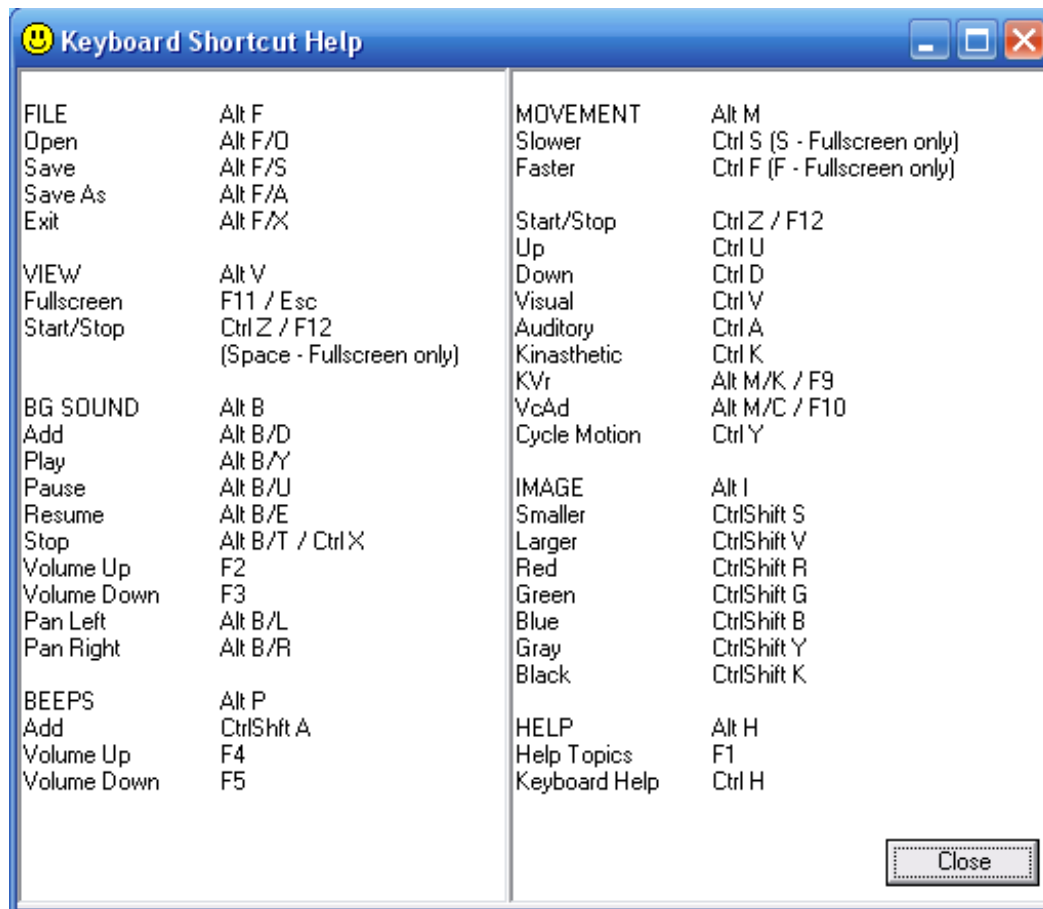 Keyboard Shortcut Help
FILE Alt F
Open Alt F/O
Save Alt F/S
Save As Alt F/A
Exit Alt F/X
VIEW Alt V
Fullscreen F11 / Esc
Start/Stop Ctrl Z / F12
(Space - Fullscreen only)
BG SOUND Alt B
Add Alt B/D
Play Alt B/Y
Pause Alt B/U
Resume Alt B/E
Stop Alt B/T / Ctrl X
Volume Up F2
Volume Down F3
Pan Left Alt B/L
Pan Right Alt B/R
BEEPS Alt P
Add CtrlShft A
Volume Up F4
Volume Down F5
MOVEMENT Alt M
Slower Ctrl S (S - Fullscreen only)
Faster Ctrl F (F - Fullscreen only)
Start/Stop Ctrl Z / F12
Up Ctrl U
Down Ctrl D
Visual Ctrl V
Auditory Ctrl A
Kinasthetic Ctrl K
KVr Alt M/K / F9
VcAd Alt M/C / F10
Cycle Motion Ctrl Y
IMAGE Alt I
Smaller CtrlShift S
Larger CtrlShift V
Red CtrlShift R
Green CtrlShift G
Blue CtrlShift B
Gray CtrlShift Y
Black CtrlShift K
HELP Alt H
Help Topics F1
Keyboard Help Ctrl H
Close